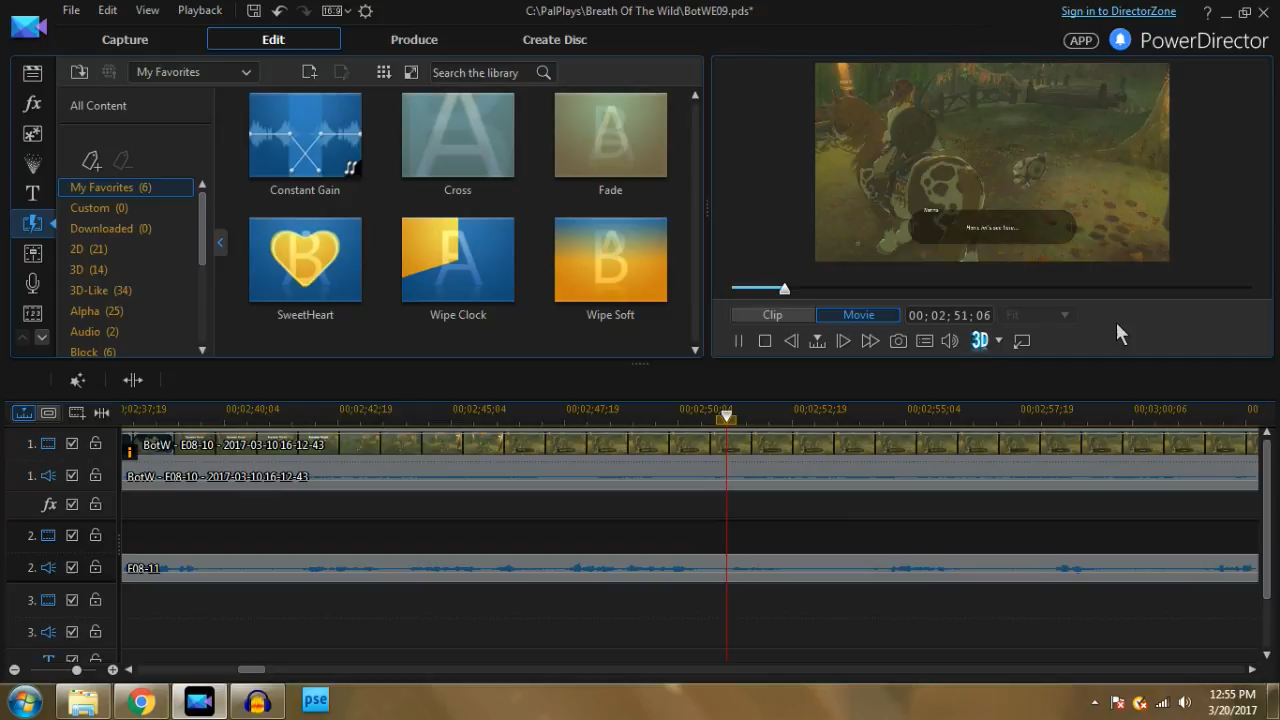 File Edit View Playback 16:9 C:\PalPlays\Breath Of The Wild\BotWE09.pds* Sign in to DirectorZone ?
Capture Edit Produce Create Disc APP PowerDirector
My Favorites Search the library
All Content
My Favorites (6)
Custom (0)
Downloaded (0)
2D (21)
3D (14)
3D-Like (34)
Alpha (25)
Audio (2)
Block (6)
Constant Gain Cross Fade
SweetHeart Wipe Clock Wipe Soft
Clip Movie 00; 02; 51; 06 Fit
3D
;00;02;37;19 00;02;40;04 00;02;42;19 00;02;45;04 00;02;47;19 00;02;50;04 00;02;52;19 00;02;55;04 00;02;57;19 00;03;00;06 00
1. BotW - E08-10 - 2017-03-10 16-12-43
1. BotW - E08-10 - 2017-03-10 16-12-43
fx
2.
2. E08-11
3.
3.
T
pse
12:55 PM
3/20/2017